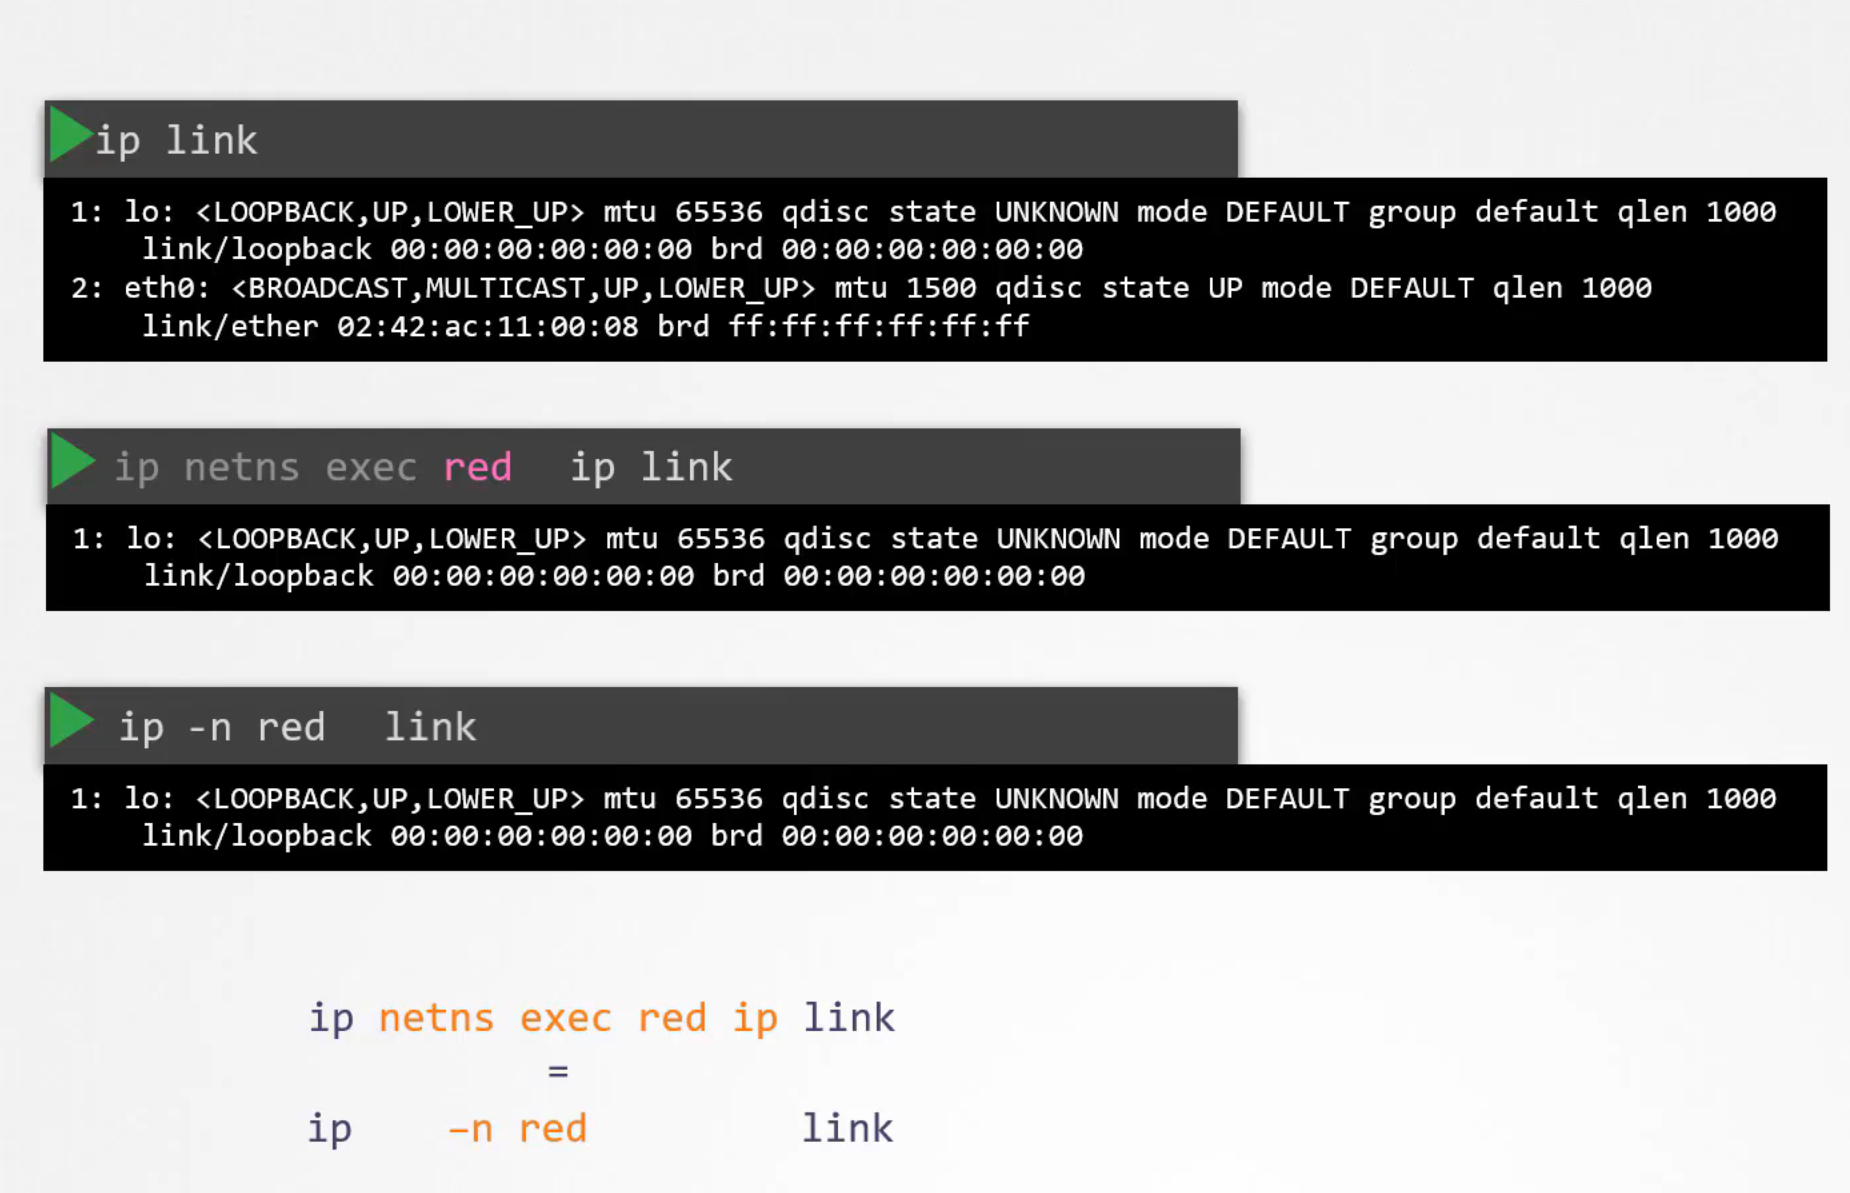 ip link
1: lo: <LOOPBACK,UP,LOWER_UP> mtu 65536 qdisc state UNKNOWN mode DEFAULT group default qlen 1000
link/loopback 00:00:00:00:00:00 brd 00:00:00:00:00:00
2: eth0: <BROADCAST,MULTICAST,UP,LOWER_UP> mtu 1500 qdisc state UP mode DEFAULT qlen 1000
link/ether 02:42:ac:11:00:08 brd ff:ff:ff:ff:ff:ff
ip netns exec red ip link
1: lo: <LOOPBACK,UP,LOWER_UP> mtu 65536 qdisc state UNKNOWN mode DEFAULT group default qlen 1000
link/loopback 00:00:00:00:00:00 brd 00:00:00:00:00:00
ip -n red link
1: lo: <LOOPBACK,UP,LOWER_UP> mtu 65536 qdisc state UNKNOWN mode DEFAULT group default qlen 1000
link/loopback 00:00:00:00:00:00 brd 00:00:00:00:00:00
ip netns exec red ip link
=
ip –n red link